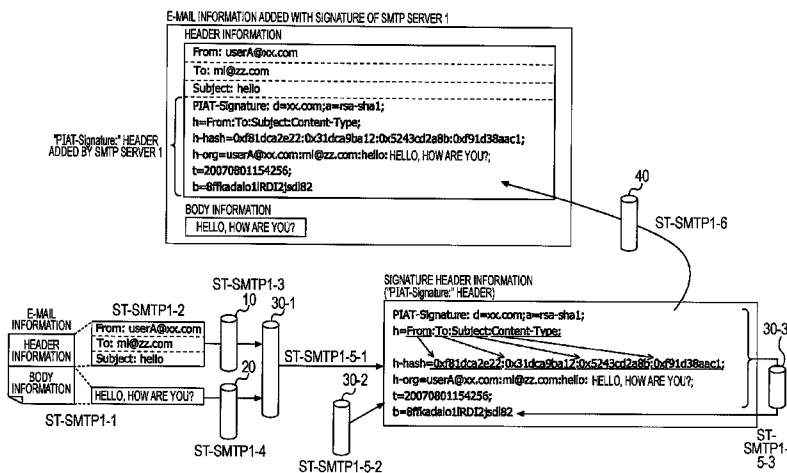 E-MAIL INFORMATION ADDED WITH SIGNATURE OF SMTP SERVER 1
HEADER INFORMATION
From: userA@xx.com
To: mi@zz.com
Subject: hello
PIAT-Signature: d=xx.com;a=rsa-sha1;
h=From:To:Subject:Content-Type;
h-hash=0xf81dca2e22:0x31dca9ba12:0x5243cd2a8b:0xf91d38aac1;
h-org=userA@xx.com:mi@zz.com:hello: HELLO, HOW ARE YOU?;
t=20070801154256;
b=8ffkadalo1lRDI2jsdi82
"PIAT-Signature:" HEADER
ADDED BY SMTP SERVER 1
BODY INFORMATION
HELLO, HOW ARE YOU?
40
ST-SMTP1-6
ST-SMTP1-3
10
30-1
ST-SMTP1-2
E-MAIL
INFORMATION
HEADER
INFORMATION
BODY
INFORMATION
From: userA@xx.com
To: mi@zz.com
Subject: hello
HELLO, HOW ARE YOU?
ST-SMTP1-1
20
ST-SMTP1-4
ST-SMTP1-5-1
30-2
ST-SMTP1-5-2
SIGNATURE HEADER INFORMATION
("PIAT-Signature:" HEADER)
PIAT-Signature: d=xx.com;a=rsa-sha1;
h=From:To:Subject:Content-Type;
h-hash=0xf81dca2e22:0x31dca9ba12:0x5243cd2a8b:0xf91d38aac1;
h-org=userA@xx.com:mi@zz.com:hello: HELLO, HOW ARE YOU?;
t=20070801154256;
b=8ffkadalo1lRDI2jsdi82
30-3
ST-
SMTP1-
5-3